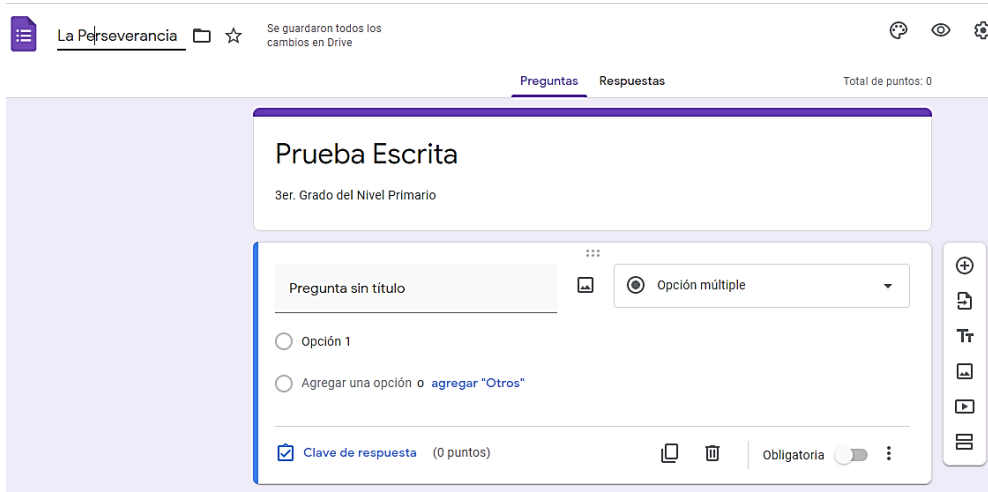 La Perseverancia
Se guardaron todos los
cambios en Drive
Preguntas Respuestas Total de puntos: 0
Prueba Escrita
3er. Grado del Nivel Primario
Pregunta sin título
Opción múltiple
Opción 1
Agregar una opción o agregar "Otros"
Clave de respuesta (0 puntos) Obligatoria
Tт